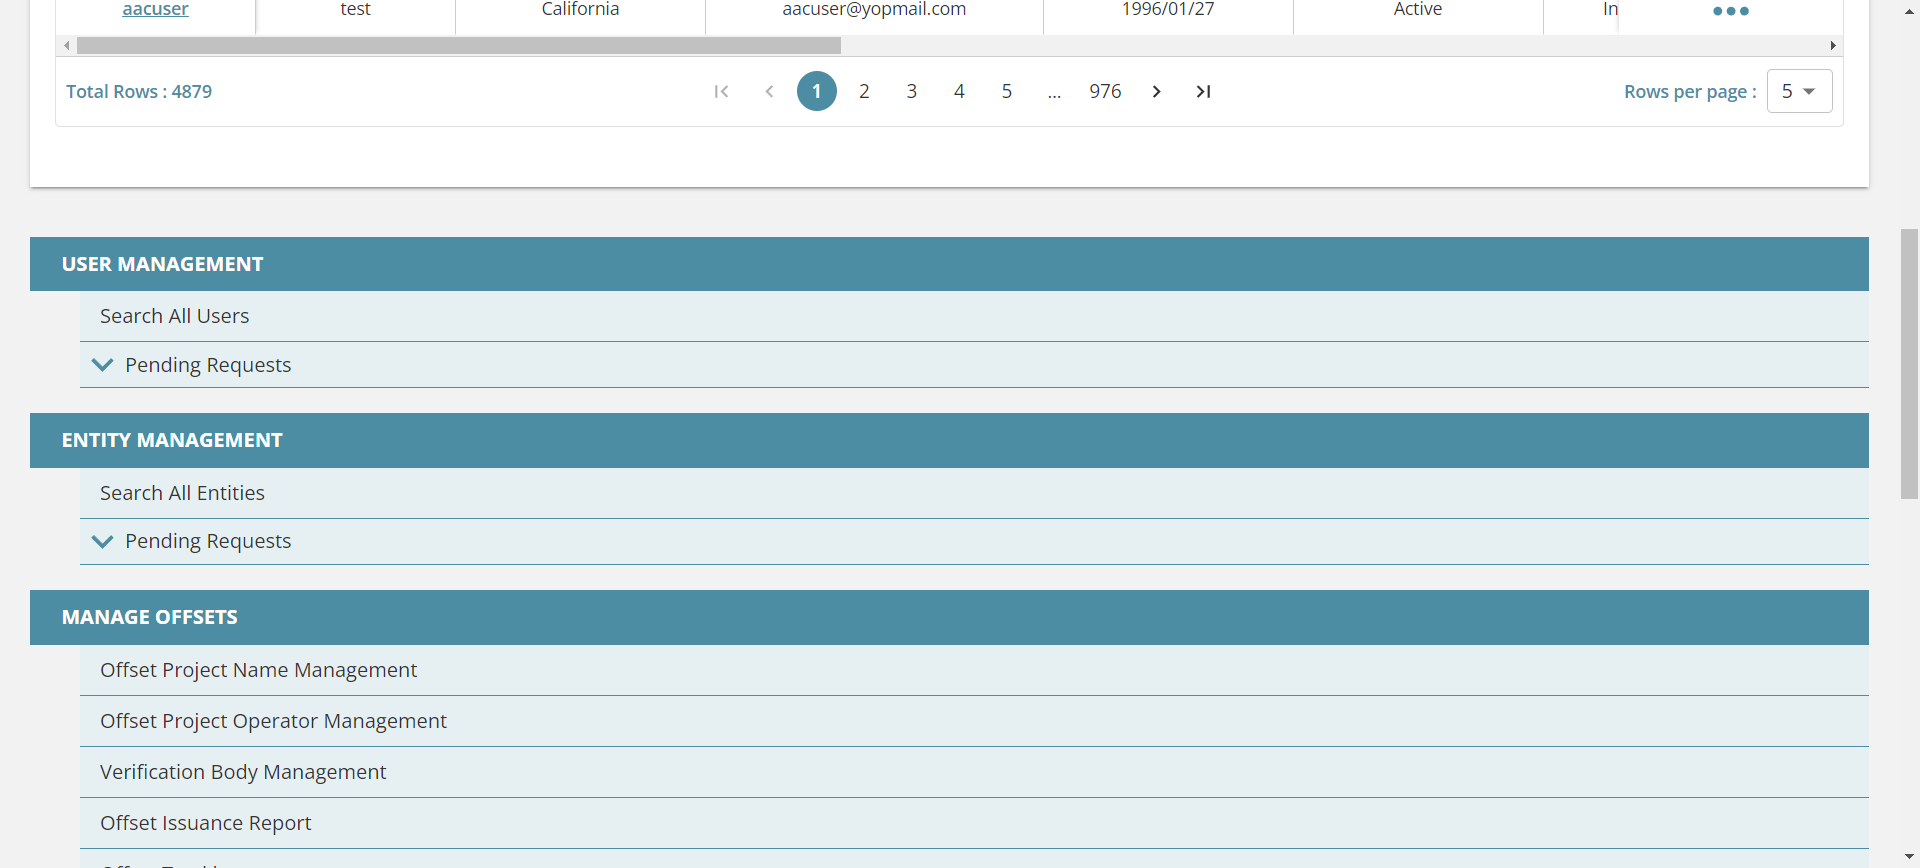 aacuser test California aacuser@yopmail.com 1996/01/27 Active In
Total Rows : 4879 1 2 3 4 5 ... 976 Rows per page : 5
USER MANAGEMENT
Search All Users
Pending Requests
ENTITY MANAGEMENT
Search All Entities
Pending Requests
MANAGE OFFSETS
Offset Project Name Management
Offset Project Operator Management
Verification Body Management
Offset Issuance Report